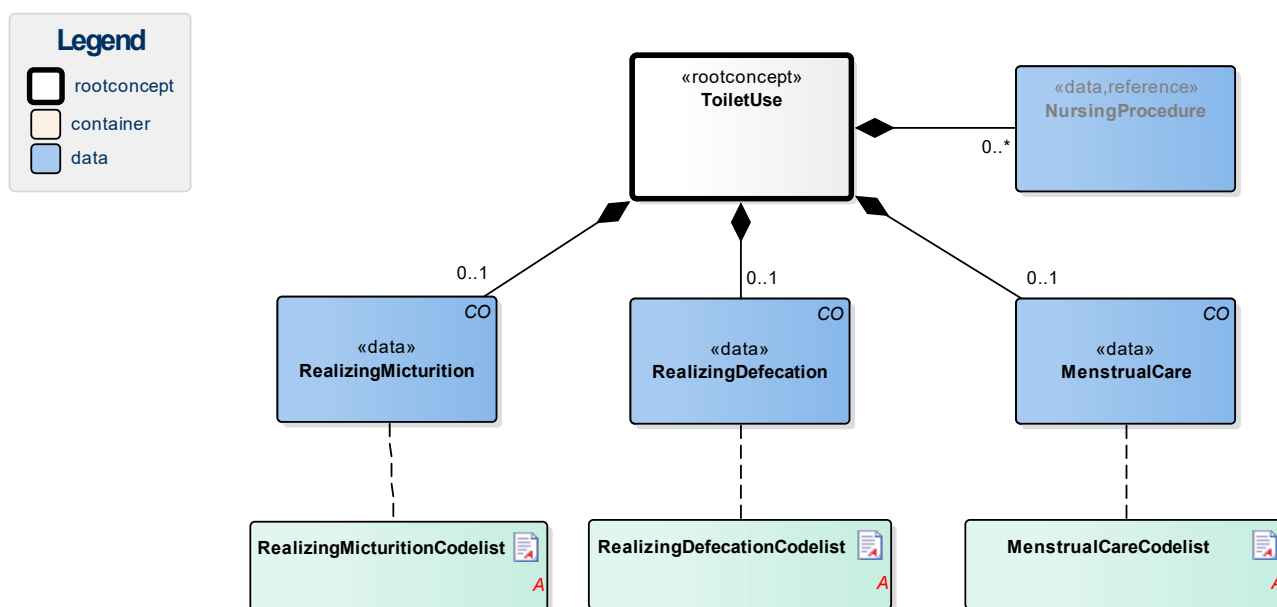 Legend
rootconcept
container
data
«rootconcept»
ToiletUse
«data,reference»
NursingProcedure
0..*
0..1
0..1
0..1
CO
«data»
RealizingMicturition
CO
«data»
RealizingDefecation
CO
«data»
MenstrualCare
RealizingMicturitionCodelist
A
RealizingDefecationCodelist
A
MenstrualCareCodelist
A